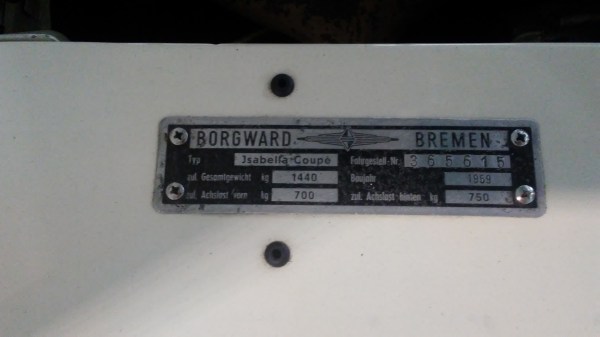 BORGWARD BREMEN
Typ Jsabella-Coupé Fahrgestell-Nr. 365615
zul. Gesamtgewicht kg 1440 Baujahr 1959
zul. Achslast vorn kg 700 zul. Achslast hinten kg 750